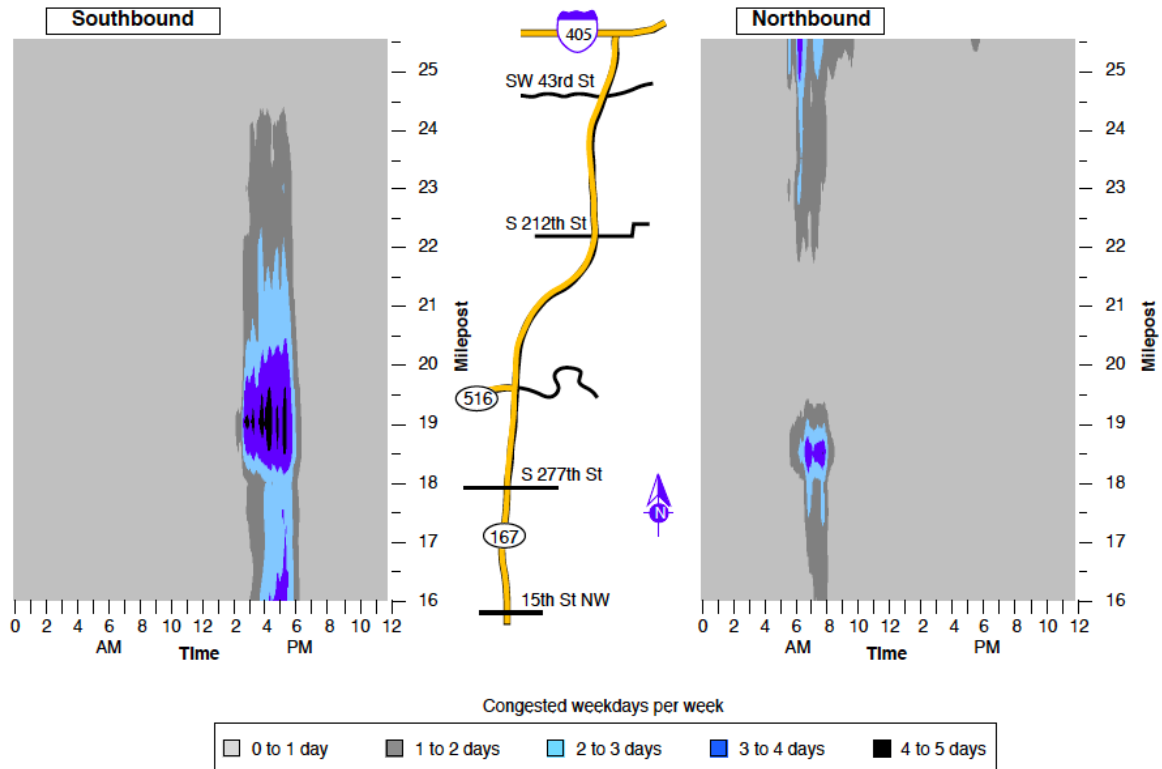 Southbound
Northbound
405
SW 43rd St
S 212th St
516
S 277th St
N
167
15th St NW
25
24
23
22
21
20
19
18
17
16
Milepost
0 2 4 6 8 10 12 2 4 6 8 10 12
AM PM
Time
25
24
23
22
21
20
19
18
17
16
Milepost
0 2 4 6 8 10 12 2 4 6 8 10 12
AM PM
Time
Congested weekdays per week
0 to 1 day 1 to 2 days 2 to 3 days 3 to 4 days 4 to 5 days